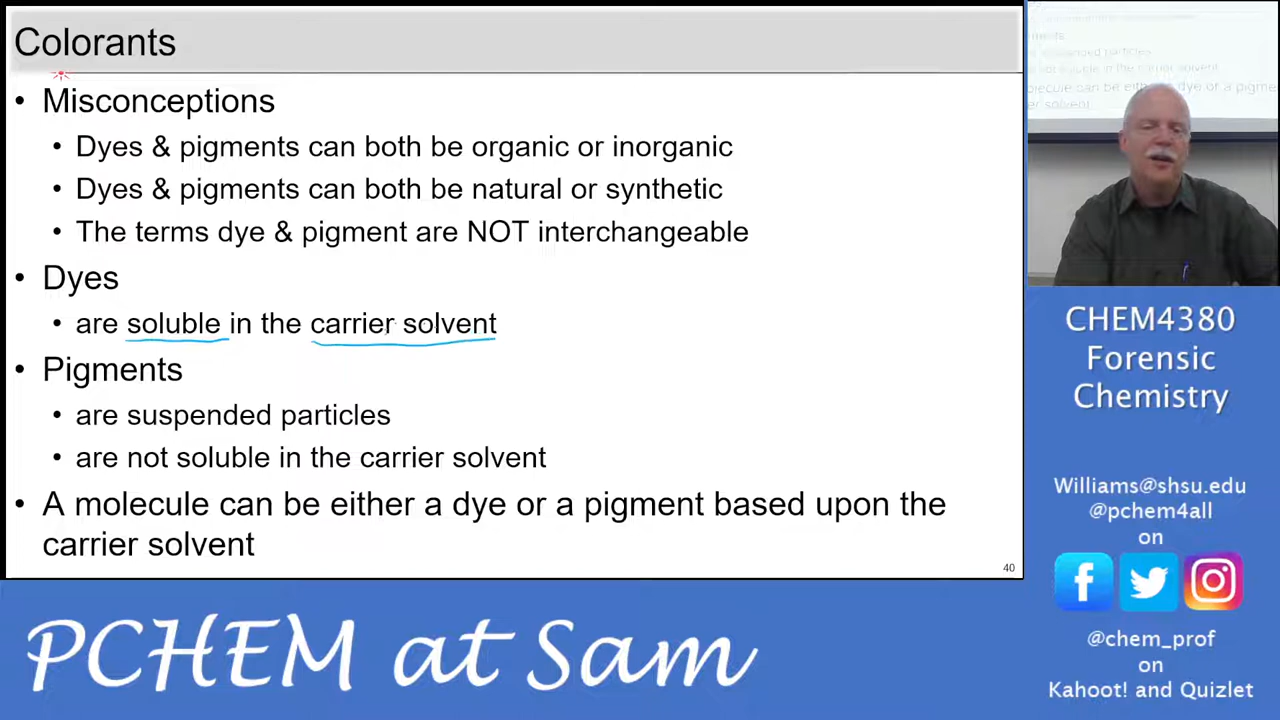 Colorants
• Misconceptions
• Dyes & pigments can both be organic or inorganic
• Dyes & pigments can both be natural or synthetic
• The terms dye & pigment are NOT interchangeable
• Dyes
• are soluble in the carrier solvent
• Pigments
• are suspended particles
• are not soluble in the carrier solvent
• A molecule can be either a dye or a pigment based upon the
carrier solvent
40
CHEM4380
Forensic
Chemistry
Williams@shsu.edu
@pchem4all
on
@chem_prof
on
Kahoot! and Quizlet
PCHEM at Sam